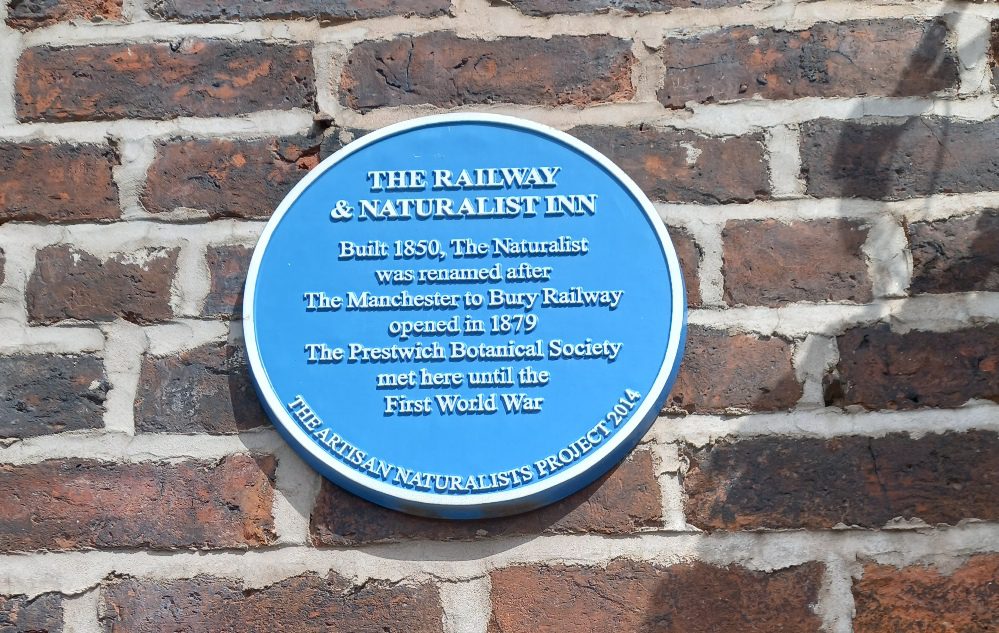 THE RAILWAY
& NATURALIST INN
Built 1850, The Naturalist
was renamed after
The Manchester to Bury Railway
opened in 1879
The Prestwich Botanical Society
met here until the
First World War
THE ARTISAN NATURALISTS PROJECT 2014